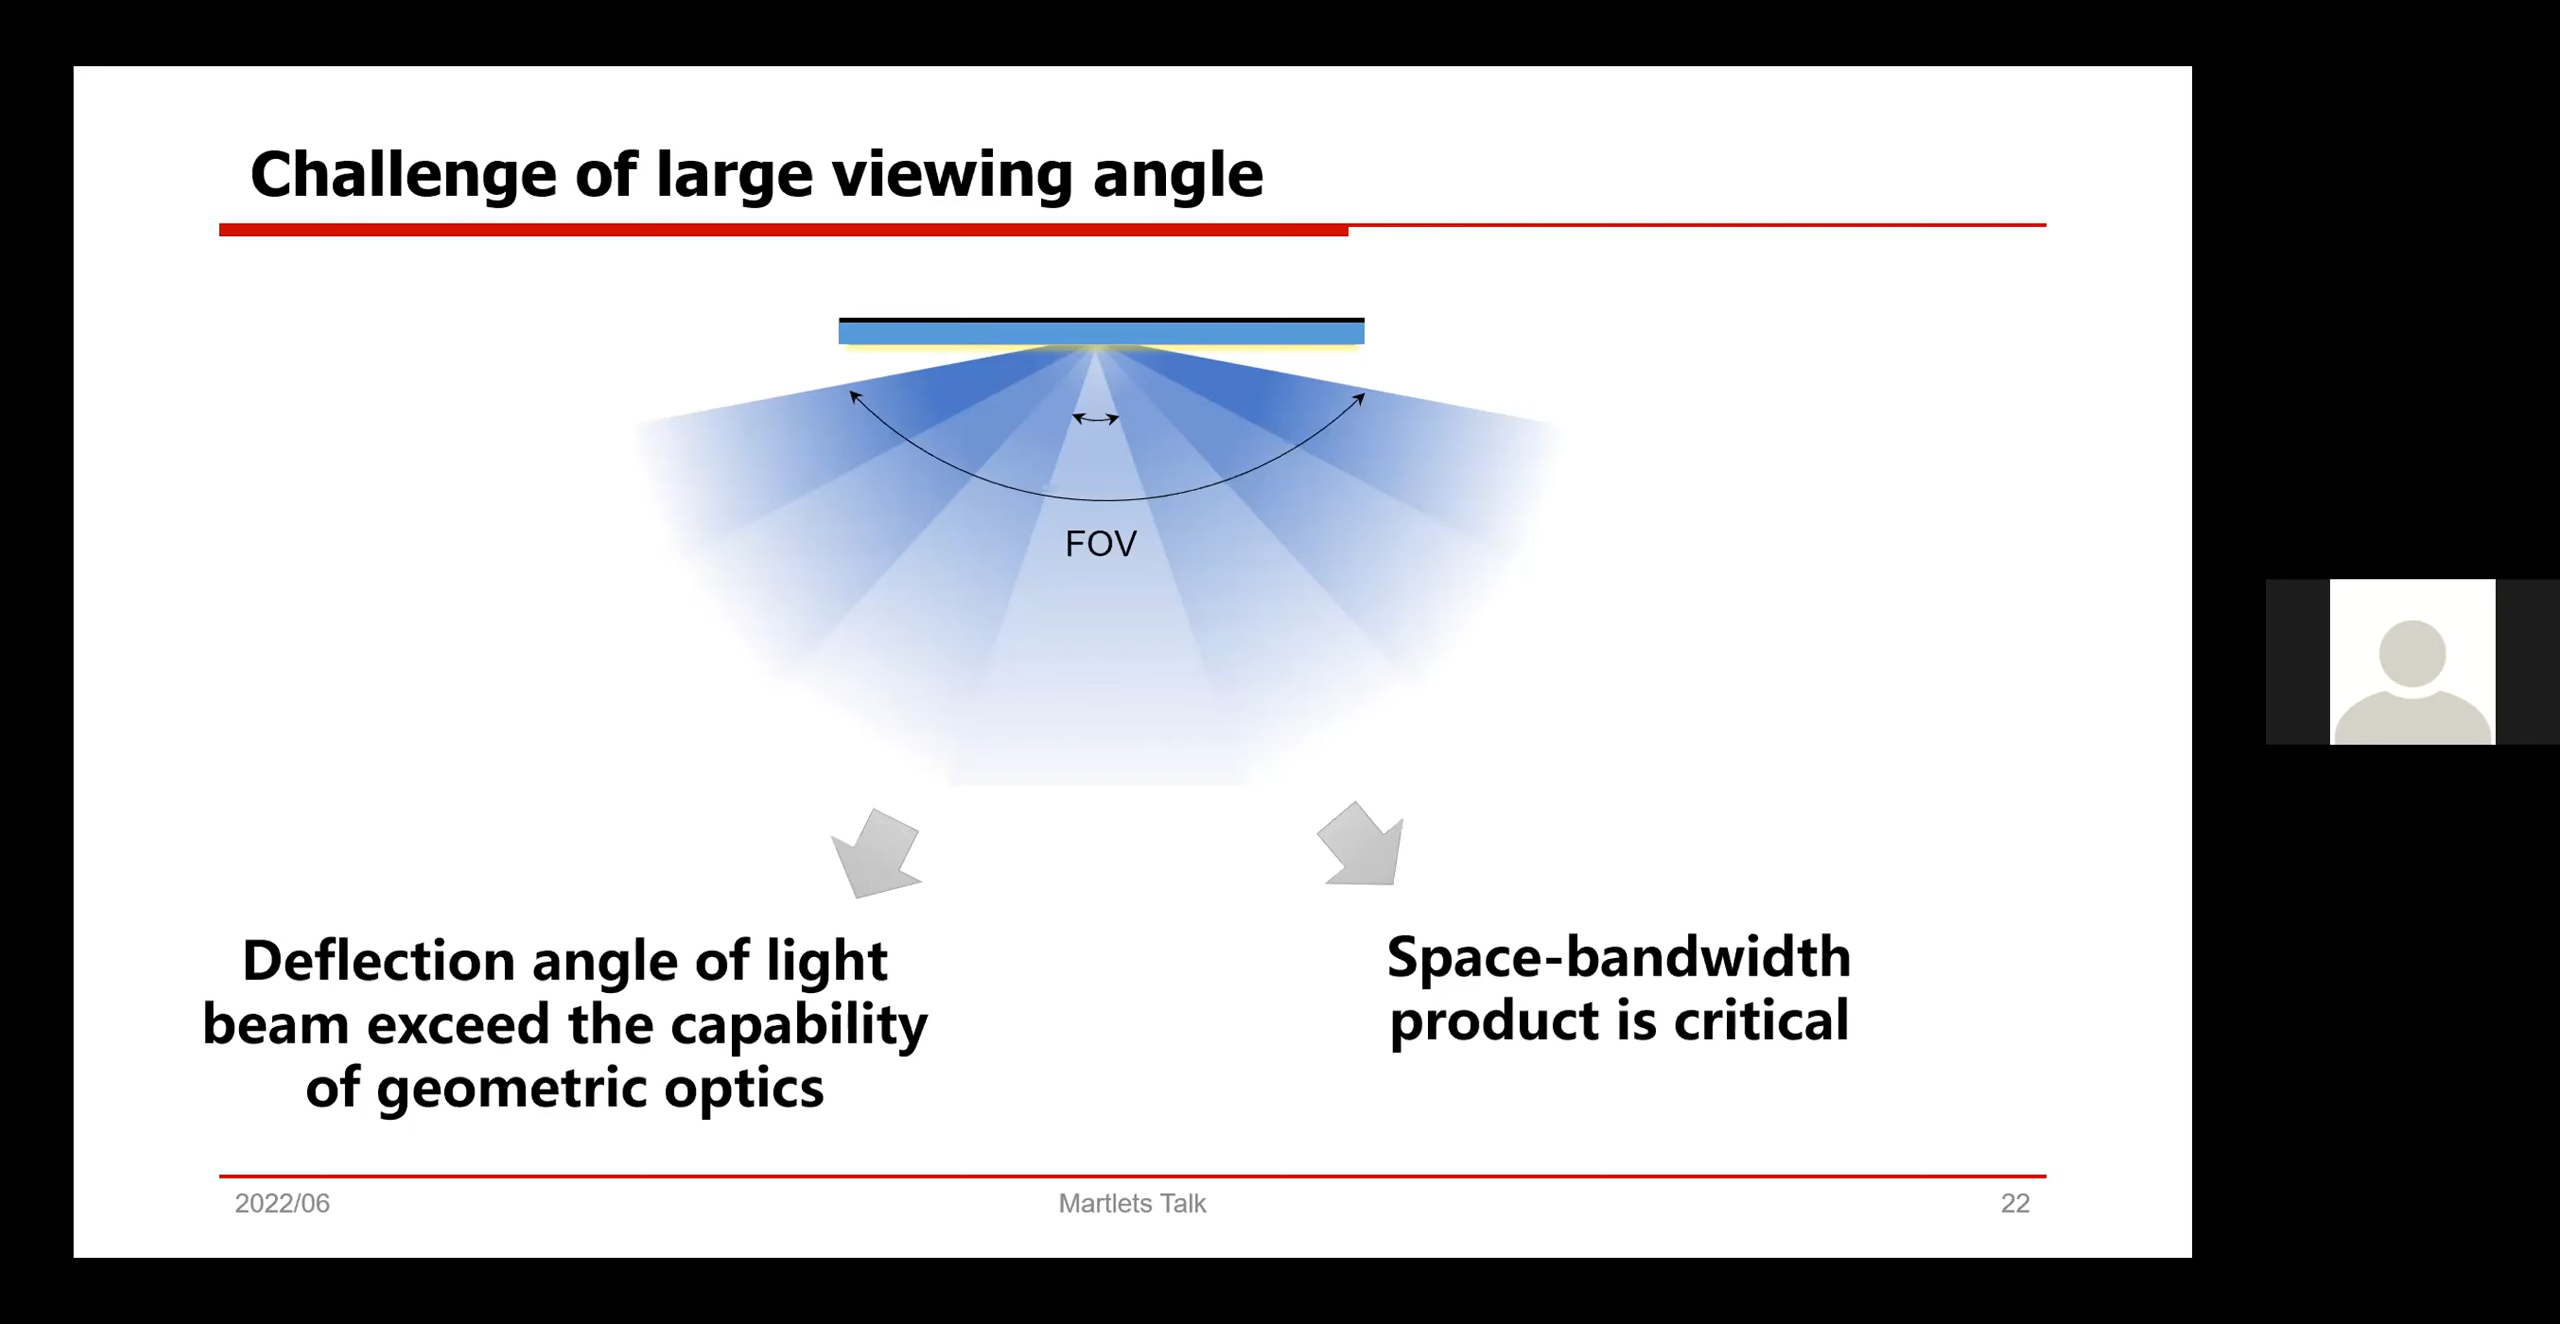 Challenge of large viewing angle
FOV
Deflection angle of light
beam exceed the capability
of geometric optics
Space-bandwidth
product is critical
2022/06
Martlets Talk
22